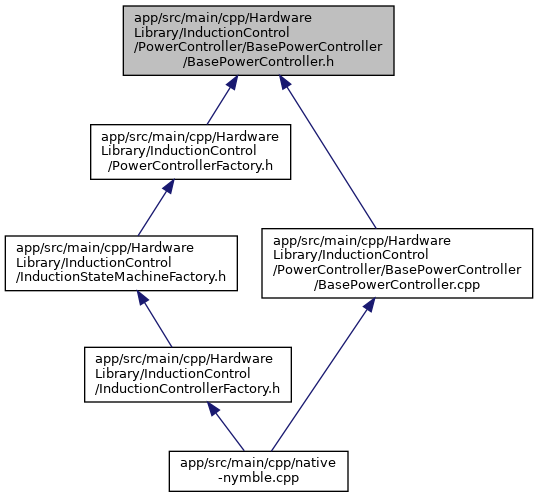 app/src/main/cpp/Hardware
Library/InductionControl
/PowerController/BasePowerController
/BasePowerController.h
app/src/main/cpp/Hardware
Library/InductionControl
/PowerControllerFactory.h
app/src/main/cpp/Hardware
Library/InductionControl
/InductionStateMachineFactory.h
app/src/main/cpp/Hardware
Library/InductionControl
/PowerController/BasePowerController
/BasePowerController.cpp
app/src/main/cpp/Hardware
Library/InductionControl
/InductionControllerFactory.h
app/src/main/cpp/native
-nymble.cpp